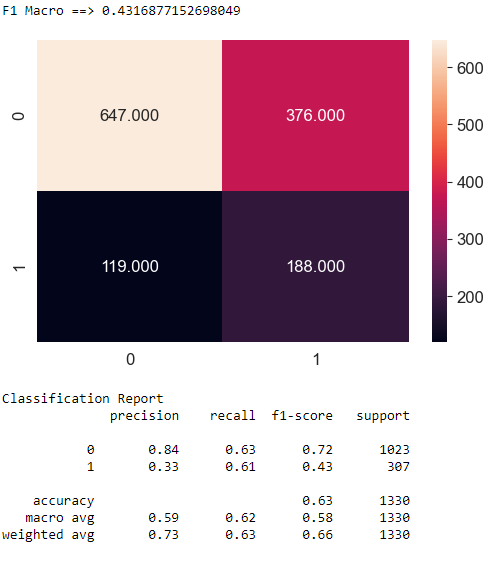 F1 Macro ==> 0.4316877152698049
600
0 647.000 376.000
500
400
300
1 119.000 188.000
200
0 1
Classification Report
precision recall f1-score support
0 0.84 0.63 0.72 1023
1 0.33 0.61 0.43 307
accuracy 0.63 1330
macro avg 0.59 0.62 0.58 1330
weighted avg 0.73 0.63 0.66 1330